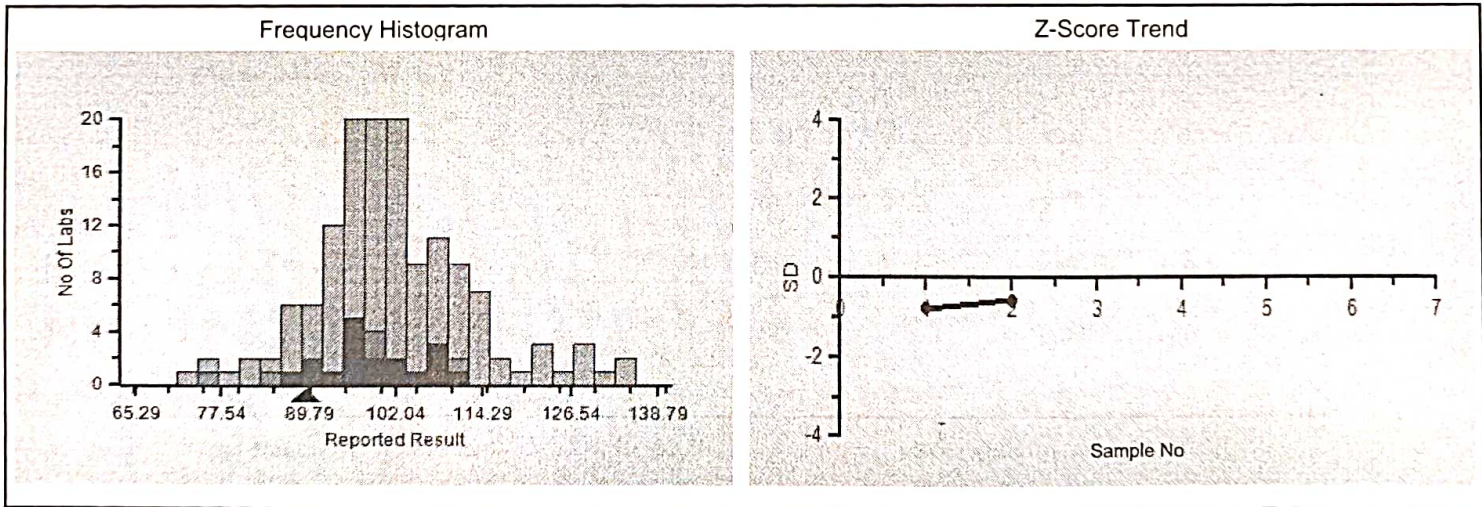 Frequency Histogram
20
16
12
8
4
0
No Of Labs
65.29 77.54 89.79 102.04 114.29 126.54 138.79
Reported Result
Z-Score Trend
4
2
0
-2
-4
SD
0 1 2 3 4 5 6 7
Sample No